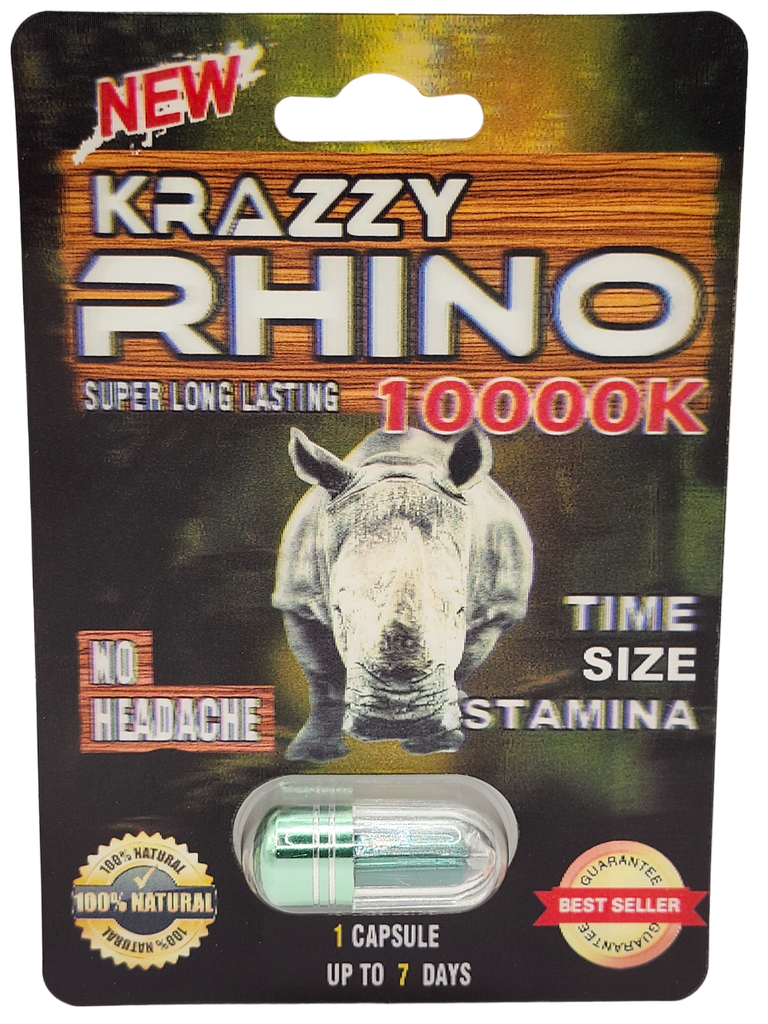 NEW
KRAZZY
RHINO
SUPER LONG LASTING
10000K
TIME
SIZE
STAMINA
NO
HEADACHE
100% NATURAL
100% NATURAL
100% NATURAL
GUARANTEE
BEST SELLER
GUARANTEE
1 CAPSULE
UP TO 7 DAYS